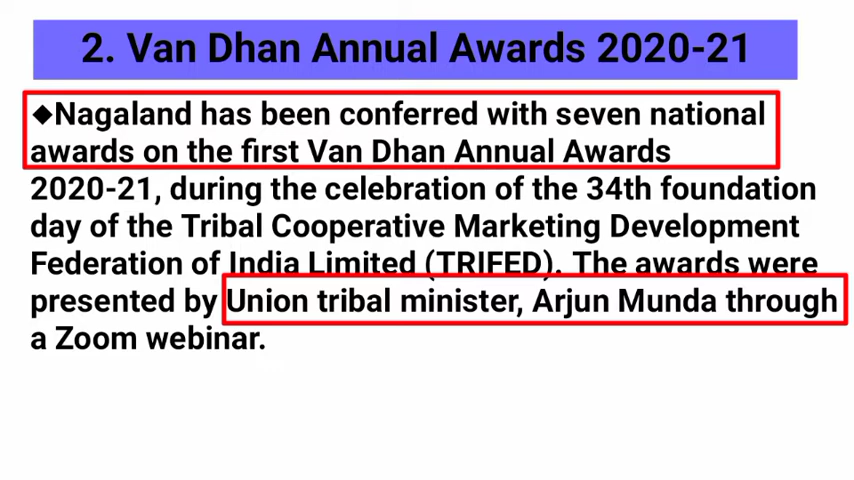 2. Van Dhan Annual Awards 2020-21
◆Nagaland has been conferred with seven national
awards on the first Van Dhan Annual Awards
2020-21, during the celebration of the 34th foundation
day of the Tribal Cooperative Marketing Development
Federation of India Limited (TRIFED). The awards were
presented by Union tribal minister, Arjun Munda through
a Zoom webinar.